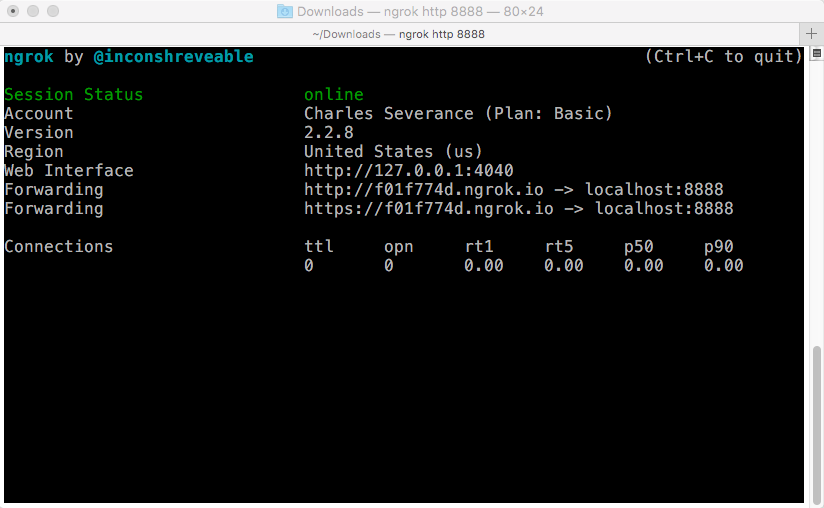 Downloads — ngrok http 8888 — 80×24
~/Downloads — ngrok http 8888
ngrok by @inconshreveable (Ctrl+C to quit)
Session Status online
Account Charles Severance (Plan: Basic)
Version 2.2.8
Region United States (us)
Web Interface http://127.0.0.1:4040
Forwarding http://f01f774d.ngrok.io -> localhost:8888
Forwarding https://f01f774d.ngrok.io -> localhost:8888
Connections ttl opn rt1 rt5 p50 p90
0 0 0.00 0.00 0.00 0.00